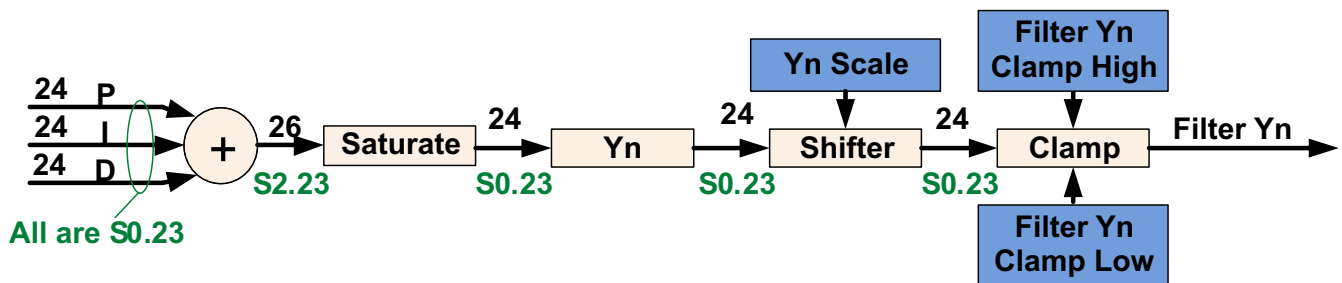 Filter Yn
Clamp High
Yn Scale
24 P
24 I
24 D
+
26
Saturate
24
Yn
24
Shifter
24
Clamp
Filter Yn
S2.23
S0.23
S0.23
S0.23
All are S0.23
Filter Yn
Clamp Low